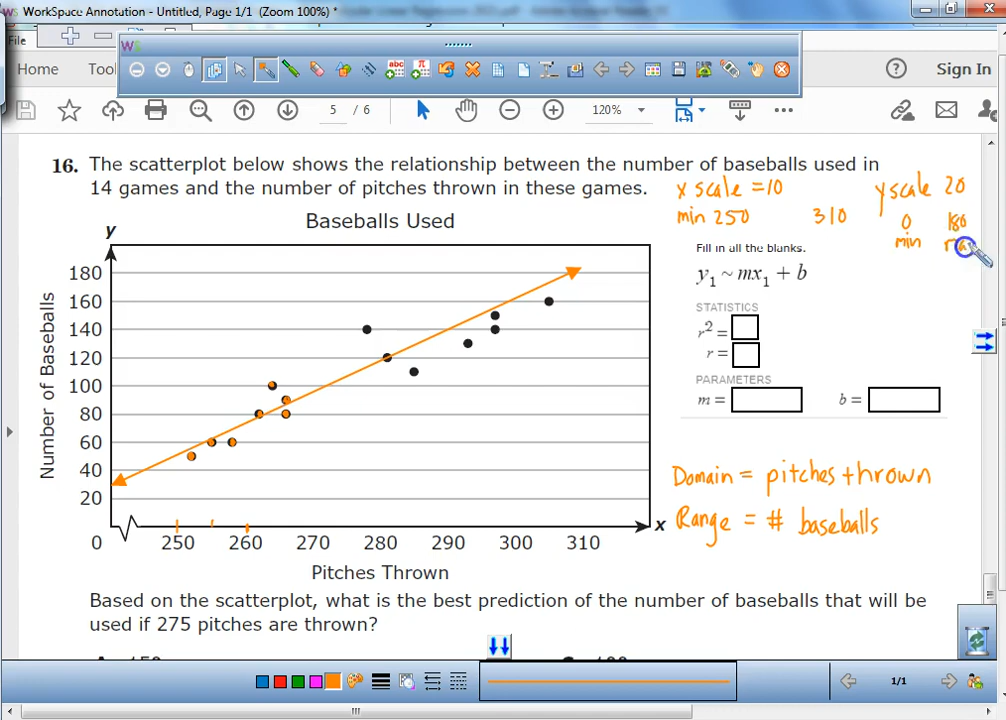 WorkSpace Annotation - Untitled, Page 1/1 (Zoom 100%) *
File
WS
abc
π
Home
Sign In
5 / 6
120%
16. The scatterplot below shows the relationship between the number of baseballs used in
14 games and the number of pitches thrown in these games.
x scale = 10
y scale 20
min 250
310
0
180
min
Baseballs Used
y
180
160
140
120
100
80
60
40
20
0
Number of Baseballs
250 260 270 280 290 300 310
x
Pitches Thrown
Fill in all the blanks.
y₁ ~ mx₁ + b
STATISTICS
r² =
r =
PARAMETERS
m =
b =
Domain = pitches thrown
Range = # baseballs
Based on the scatterplot, what is the best prediction of the number of baseballs that will be
used if 275 pitches are thrown?
1/1